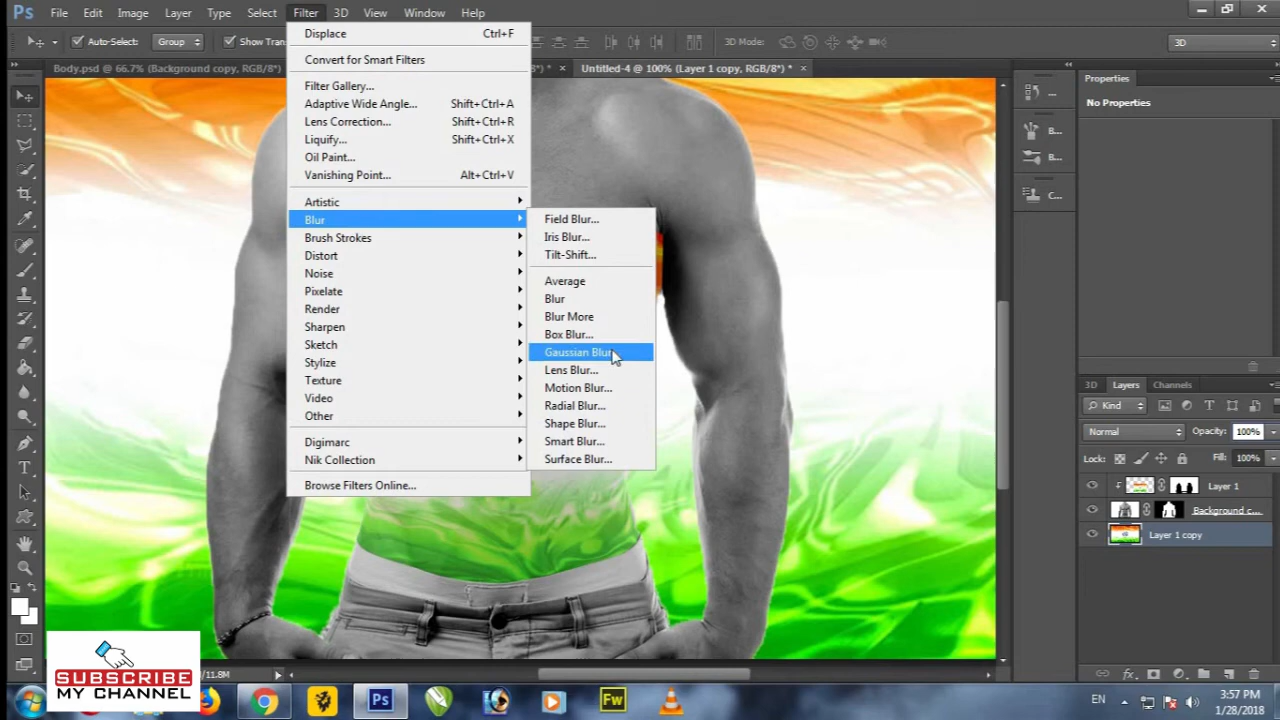 Ps File Edit Image Layer Type Select Filter 3D View Window Help
Auto-Select: Group Show Tran 3D Mode: 3D
Body.psd @ 66.7% (Background copy, RGB/8*) * × Untitled-4 @ 100% (Layer 1 copy, RGB/8*) * ×
Displace Ctrl+F
Convert for Smart Filters
Filter Gallery...
Adaptive Wide Angle... Shift+Ctrl+A
Lens Correction... Shift+Ctrl+R
Liquify... Shift+Ctrl+X
Oil Paint...
Vanishing Point... Alt+Ctrl+V
Artistic
Blur
Brush Strokes
Distort
Noise
Pixelate
Render
Sharpen
Sketch
Stylize
Texture
Video
Other
Digimarc
Nik Collection
Browse Filters Online...
Field Blur...
Iris Blur...
Tilt-Shift...
Average
Blur
Blur More
Box Blur...
Gaussian Blur
Lens Blur...
Motion Blur...
Radial Blur...
Shape Blur...
Smart Blur...
Surface Blur...
...
B...
B...
C...
Properties
No Properties
3D Layers Channels
Kind
Normal Opacity: 100%
Lock: Fill: 100%
Layer 1
Background c...
Layer 1 copy
/11.8M
SUBSCRIBE
MY CHANNEL
Ps Fw
EN 3:57 PM
1/28/2018